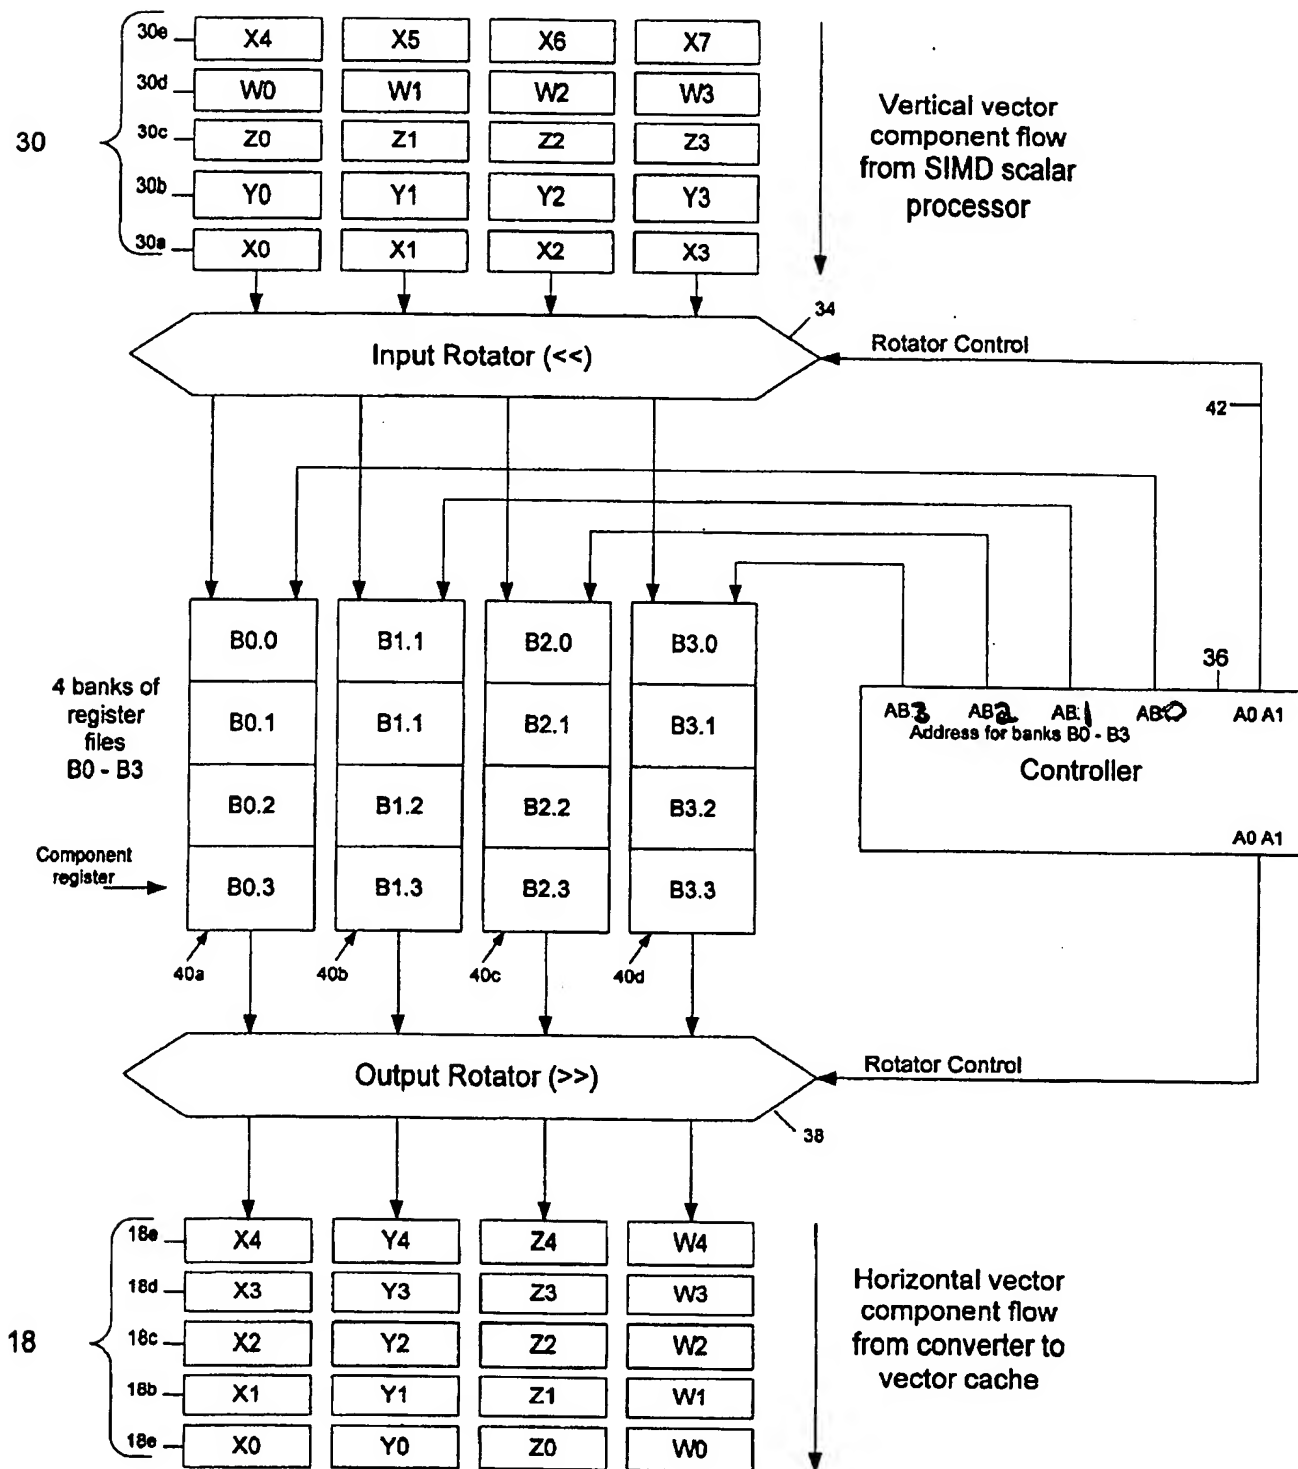 30e X4 X5 X6 X7
30d W0 W1 W2 W3
30 30c Z0 Z1 Z2 Z3
30b Y0 Y1 Y2 Y3
30a X0 X1 X2 X3
Vertical vector
component flow
from SIMD scalar
processor
34
Input Rotator (<<)
Rotator Control
42
B0.0 B1.1 B2.0 B3.0
B0.1 B1.1 B2.1 B3.1
B0.2 B1.2 B2.2 B3.2
B0.3 B1.3 B2.3 B3.3
4 banks of
register
files
B0 - B3
Component
register
36
AB3 AB2 AB1 AB0 A0 A1
Address for banks B0 - B3
Controller
A0 A1
40a 40b 40c 40d
Output Rotator (>>)
Rotator Control
38
18e X4 Y4 Z4 W4
18d X3 Y3 Z3 W3
18 18c X2 Y2 Z2 W2
18b X1 Y1 Z1 W1
18e X0 Y0 Z0 W0
Horizontal vector
component flow
from converter to
vector cache